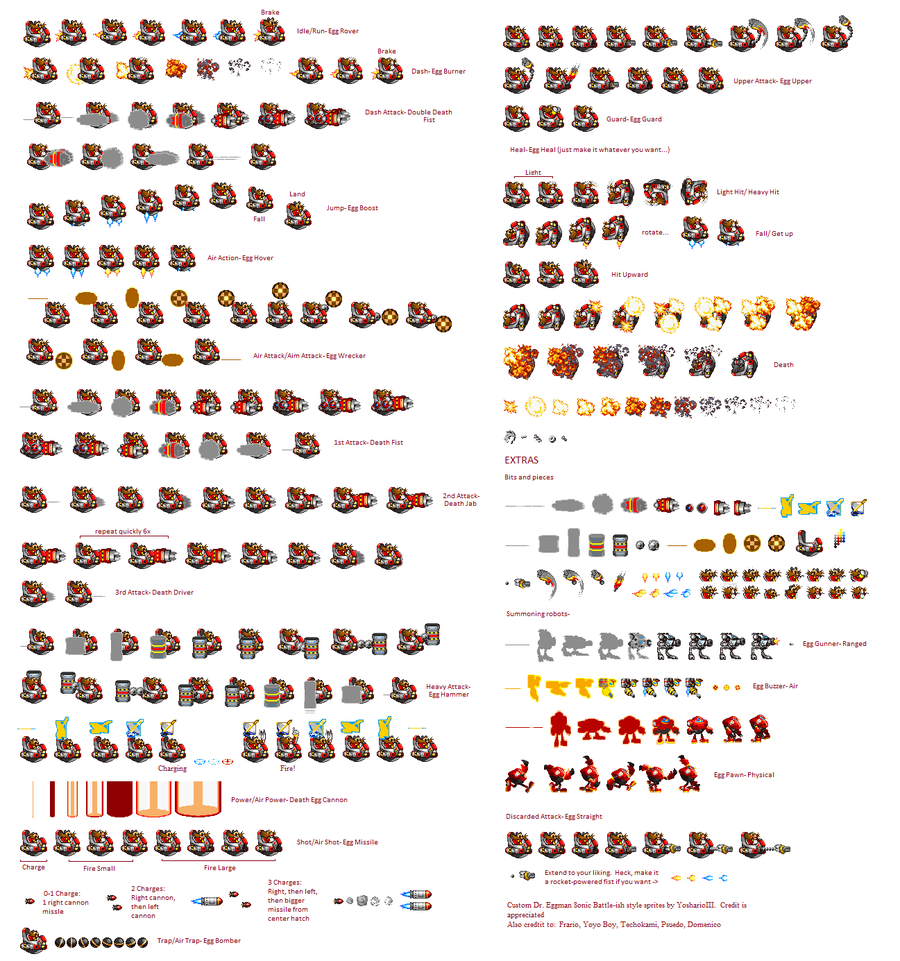 Brake
Idle/Run- Egg Rover
Brake
Dash- Egg Burner
Dash Attack- Double Death
Fist
Land
Fall
Jump- Egg Boost
Air Action- Egg Hover
Air Attack/Aim Attack- Egg Wrecker
1st Attack- Death Fist
2nd Attack-
Death Jab
repeat quickly 6x
3rd Attack- Death Driver
Heavy Attack-
Egg Hammer
Charging
Fire!
Power/Air Power- Death Egg Cannon
Shot/Air Shot- Egg Missile
Charge
Fire Small
Fire Large
0-1 Charge:
1 right cannon
missle
2 Charges:
Right cannon,
then left
cannon
3 Charges:
Right, then left,
then bigger
missile from
center hatch
Trap/Air Trap- Egg Bomber
Upper Attack- Egg Upper
Guard- Egg Guard
Heal- Egg Heal (just make it whatever you want...)
Light
Light Hit/ Heavy Hit
rotate...
Fall/ Get up
Hit Upward
Death
EXTRAS
Bits and pieces
Summoning robots-
Egg Gunner- Ranged
Egg Buzzer- Air
Egg Pawn- Physical
Discarded Attack- Egg Straight
Extend to your liking. Heck, make it
a rocket-powered fist if you want ->
Custom Dr. Eggman Sonic Battle-ish style sprites by YosharioIII. Credit is
appreciated
Also credtit to: Frario, Yoyo Boy, Techokami, Psuedo, Domenico